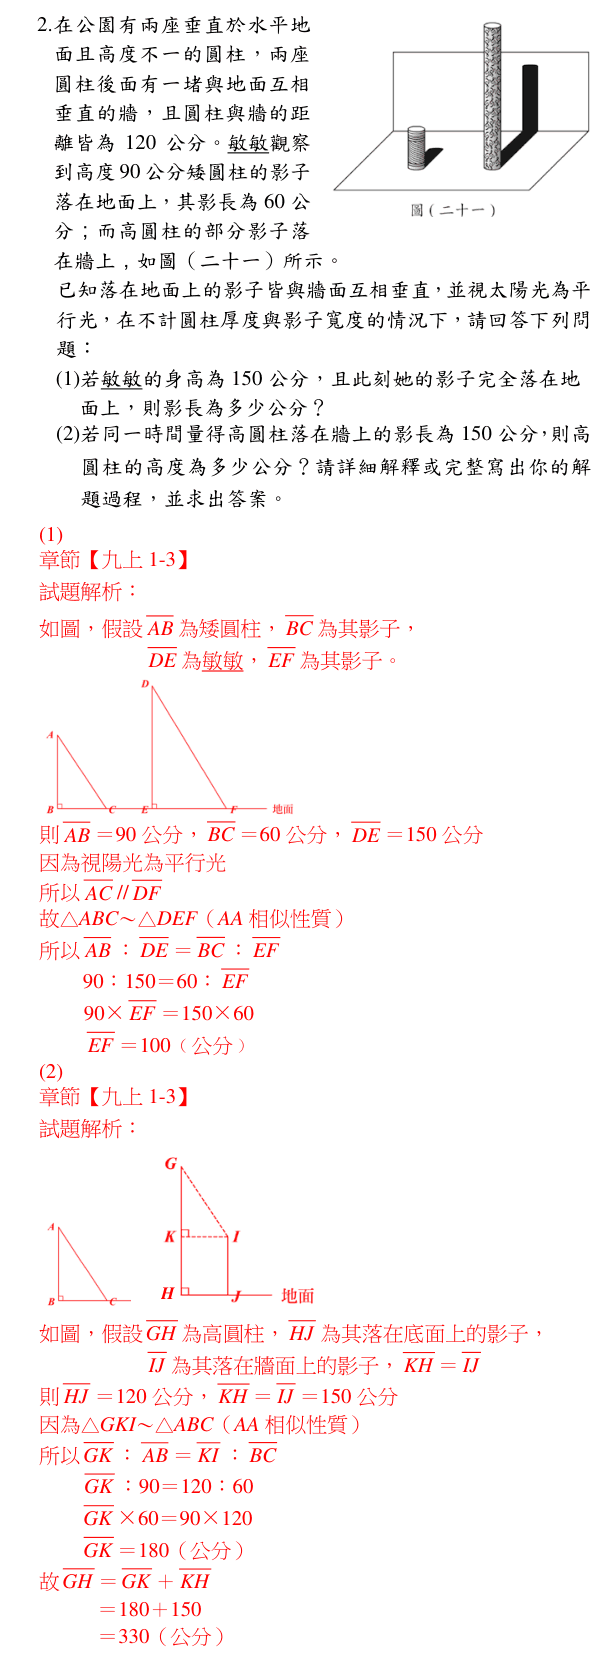 2.在公園有兩座垂直於水平地
面且高度不一的圓柱，兩座
圓柱後面有一堵與地面互相
垂直的牆，且圓柱與牆的距
離皆為 120 公分。敏敏觀察
到高度 90 公分矮圓柱的影子
落在地面上，其影長為 60 公
分；而高圓柱的部分影子落
在牆上，如圖（二十一）所示。
圖（二十一）
已知落在地面上的影子皆與牆面互相垂直，並視太陽光為平
行光，在不計圓柱厚度與影子寬度的情況下，請回答下列問
題：
(1)若敏敏的身高為 150 公分，且此刻她的影子完全落在地
面上，則影長為多少公分？
(2)若同一時間量得高圓柱落在牆上的影長為 150 公分，則高
圓柱的高度為多少公分？請詳細解釋或完整寫出你的解
題過程，並求出答案。
(1)
章節【九上 1-3】
試題解析：
如圖，假設 AB 為矮圓柱，BC 為其影子，
DE 為敏敏，EF 為其影子。
D
A
B C E F 地面
則 AB＝90 公分，BC＝60 公分，DE＝150 公分
因為視陽光為平行光
所以 AC // DF
故△ABC～△DEF（AA 相似性質）
所以 AB：DE＝BC：EF
90：150＝60：EF
90×EF＝150×60
EF＝100（公分）
(2)
章節【九上 1-3】
試題解析：
G
A
K I
B C
H J 地面
如圖，假設 GH 為高圓柱，HJ 為其落在底面上的影子，
IJ 為其落在牆面上的影子，KH＝IJ
則 HJ＝120 公分，KH＝IJ＝150 公分
因為△GKI～△ABC（AA 相似性質）
所以 GK：AB＝KI：BC
GK：90＝120：60
GK×60＝90×120
GK＝180（公分）
故 GH＝GK＋KH
＝180＋150
＝330（公分）